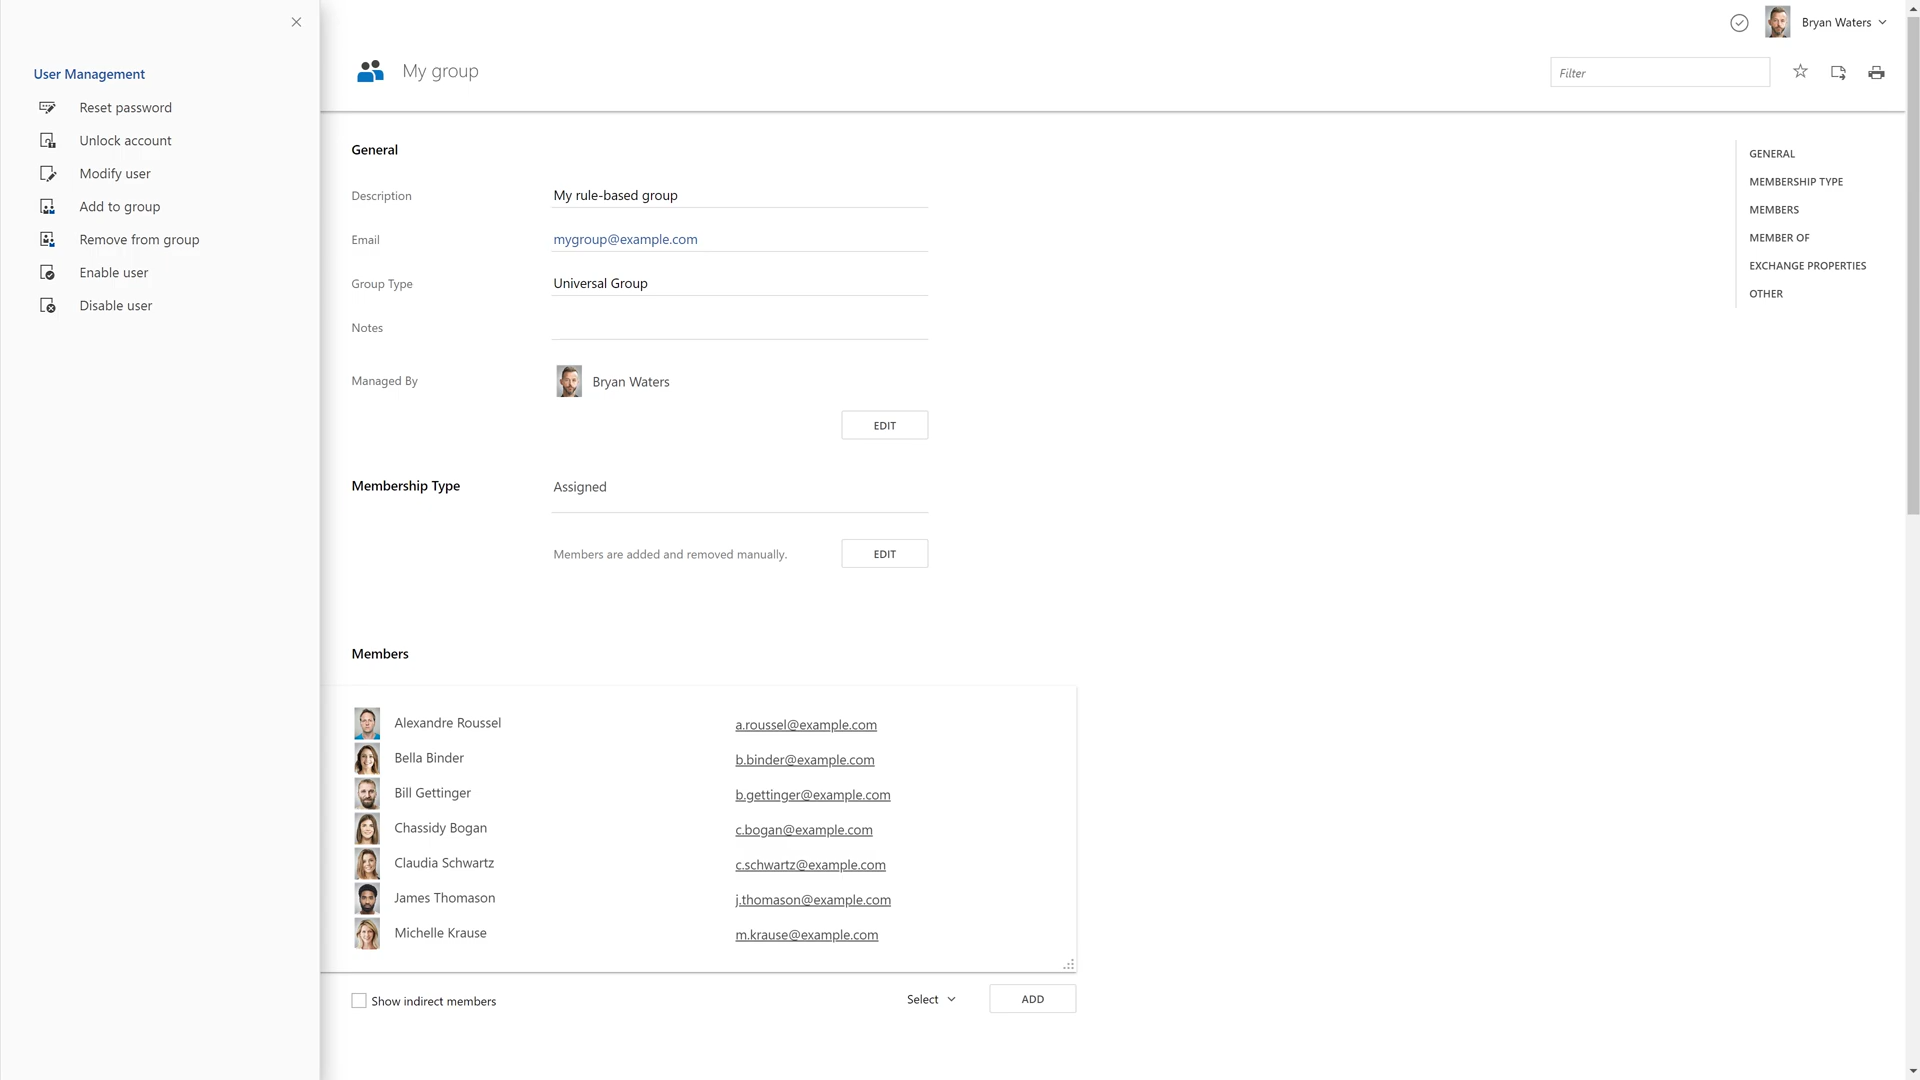 User Management
Reset password
Unlock account
Modify user
Add to group
Remove from group
Enable user
Disable user
Bryan Waters
My group
Filter
General
Description
My rule-based group
Email
mygroup@example.com
Group Type
Universal Group
Notes
Managed By
Bryan Waters
EDIT
Membership Type
Assigned
Members are added and removed manually.
EDIT
Members
Alexandre Roussel a.roussel@example.com
Bella Binder b.binder@example.com
Bill Gettinger b.gettinger@example.com
Chassidy Bogan c.bogan@example.com
Claudia Schwartz c.schwartz@example.com
James Thomason j.thomason@example.com
Michelle Krause m.krause@example.com
Show indirect members
Select
ADD
GENERAL
MEMBERSHIP TYPE
MEMBERS
MEMBER OF
EXCHANGE PROPERTIES
OTHER